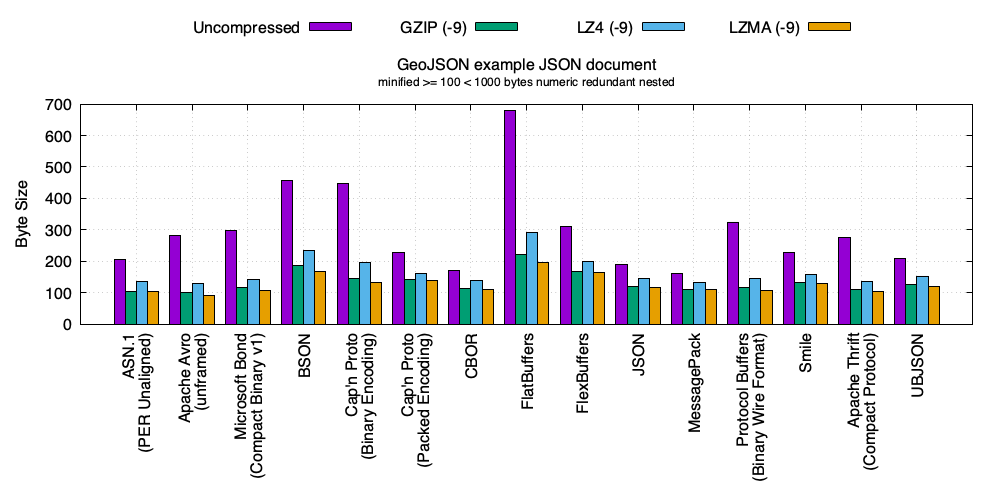 Uncompressed GZIP (-9) LZ4 (-9) LZMA (-9)
GeoJSON example JSON document
minified >= 100 < 1000 bytes numeric redundant nested
Byte Size
700
600
500
400
300
200
100
0
ASN.1
(PER Unaligned)
Apache Avro
(unframed)
Microsoft Bond
(Compact Binary v1)
BSON
Cap'n Proto
(Binary Encoding)
Cap'n Proto
(Packed Encoding)
CBOR
FlatBuffers
FlexBuffers
JSON
MessagePack
Protocol Buffers
(Binary Wire Format)
Smile
Apache Thrift
(Compact Protocol)
UBJSON